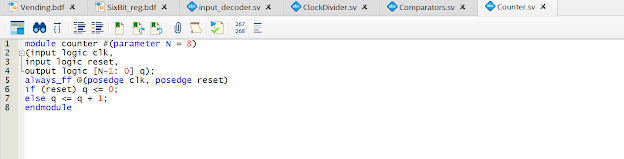 Vending.bdf x SixBit_reg.bdf x input_decoder.sv x ClockDivider.sv x Comparators.sv x Counter.sv x
267
268
1 module counter #(parameter N = 8)
2 (input logic clk,
3 input logic reset,
4 output logic [N-1: 0] q);
5 always_ff @(posedge clk, posedge reset)
6 if (reset) q <= 0;
7 else q <= q + 1;
8 endmodule